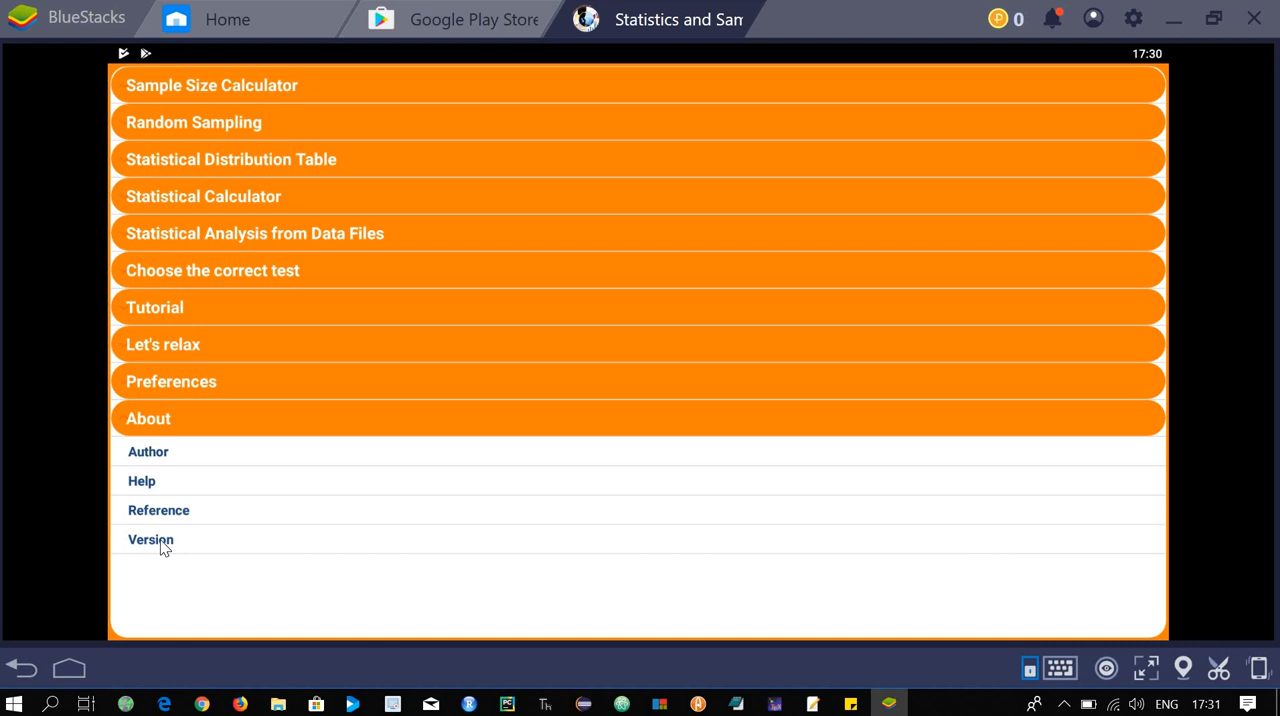 BlueStacks
Home
Google Play Store
Statistics and San
0
17:30
Sample Size Calculator
Random Sampling
Statistical Distribution Table
Statistical Calculator
Statistical Analysis from Data Files
Choose the correct test
Tutorial
Let's relax
Preferences
About
Author
Help
Reference
Version
Th
ENG
17:31